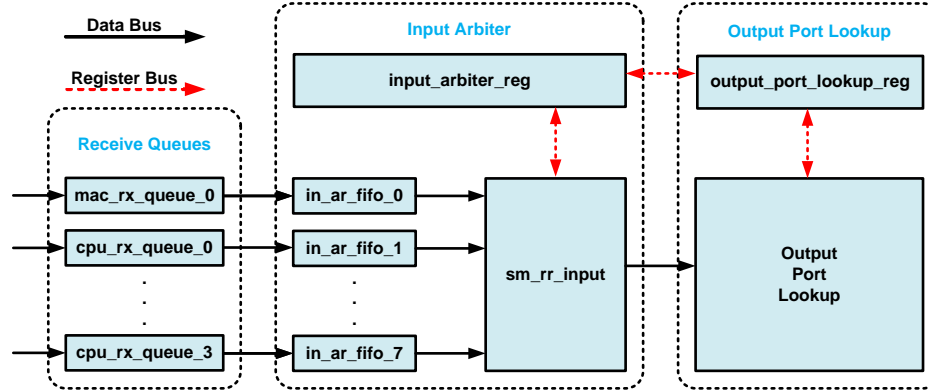 Data Bus
Register Bus
Receive Queues
mac_rx_queue_0
cpu_rx_queue_0
.
.
.
cpu_rx_queue_3
Input Arbiter
input_arbiter_reg
in_ar_fifo_0
in_ar_fifo_1
.
.
.
in_ar_fifo_7
sm_rr_input
Output Port Lookup
output_port_lookup_reg
Output
Port
Lookup